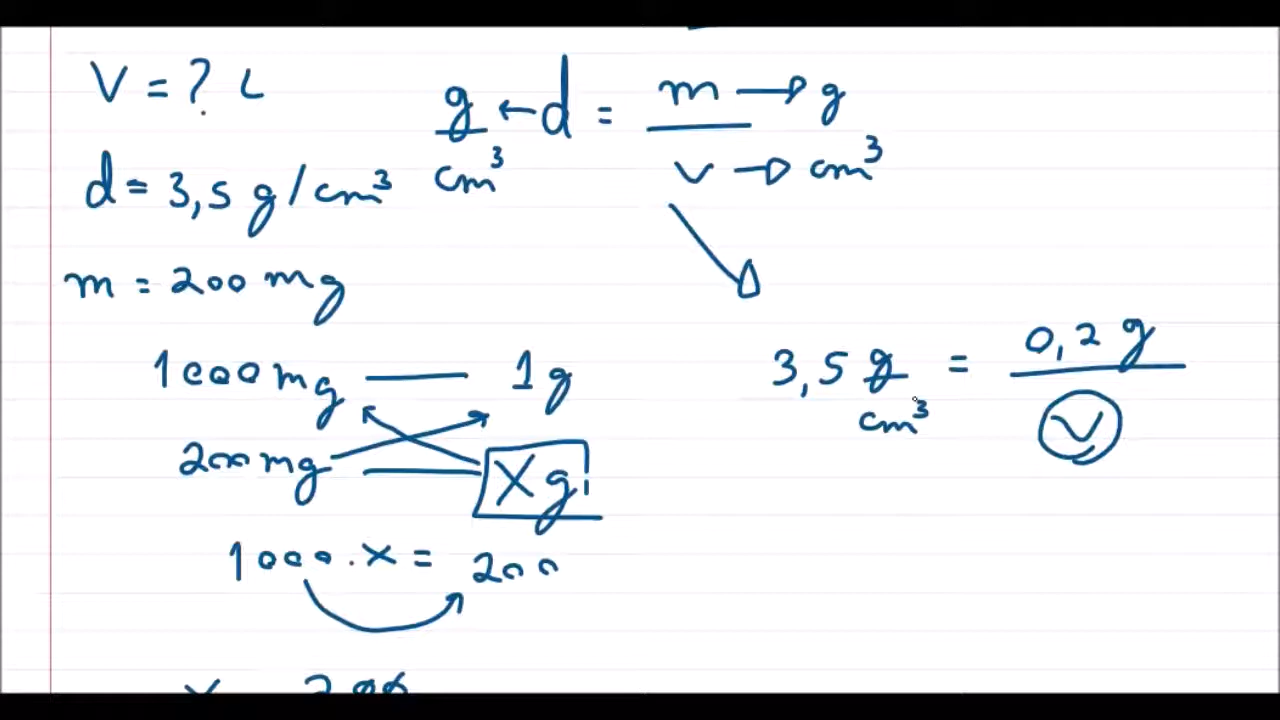 V = ? L
d = 3,5 g/cm³
m = 200 mg
1000 mg — 1 g
200 mg — X g
1000 . x = 200
x 200
g/cm³ ← d = m → g / v → cm³
3,5 g/cm³ = 0,2 g / V